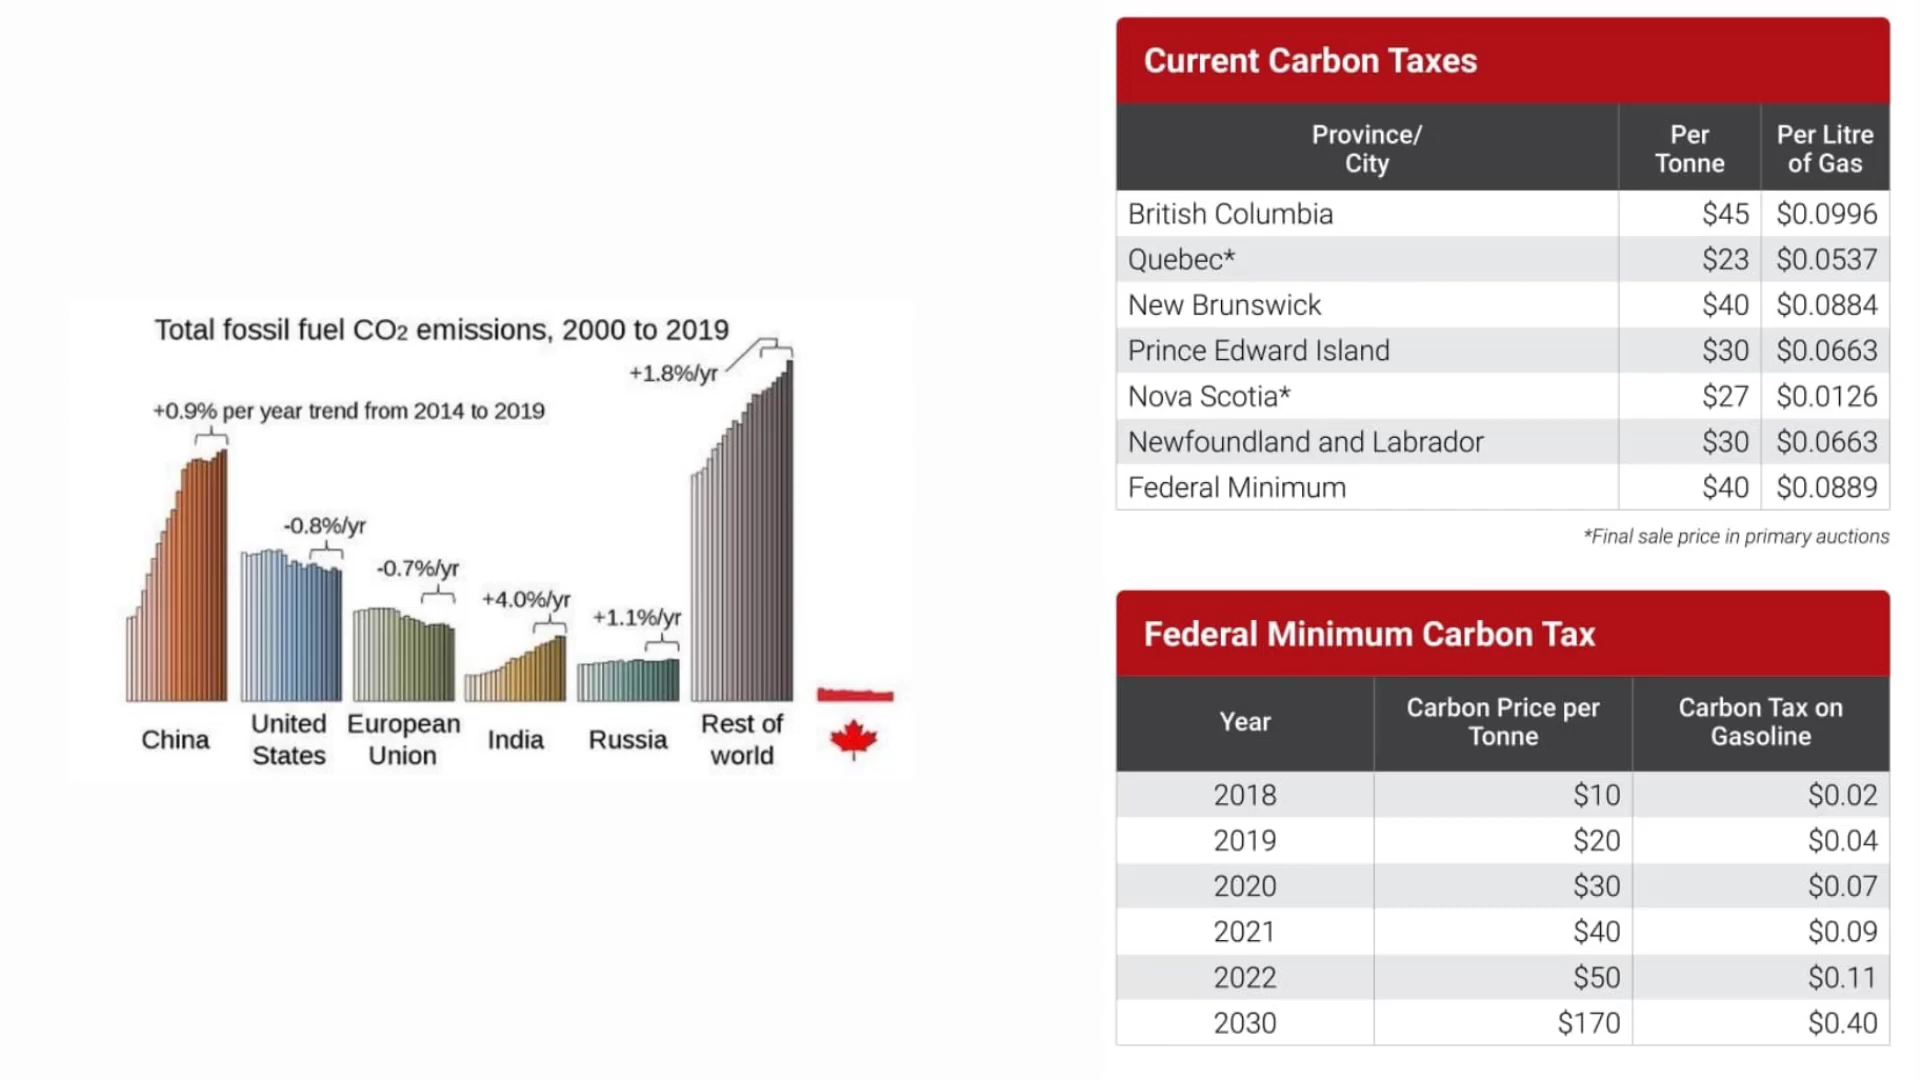 Total fossil fuel CO2 emissions, 2000 to 2019
+1.8%/yr
+0.9% per year trend from 2014 to 2019
-0.8%/yr
-0.7%/yr
+4.0%/yr
+1.1%/yr
China
United
States
European
Union
India
Russia
Rest of
world
Current Carbon Taxes
Province/
City
Per
Tonne
Per Litre
of Gas
British Columbia $45 $0.0996
Quebec* $23 $0.0537
New Brunswick $40 $0.0884
Prince Edward Island $30 $0.0663
Nova Scotia* $27 $0.0126
Newfoundland and Labrador $30 $0.0663
Federal Minimum $40 $0.0889
*Final sale price in primary auctions
Federal Minimum Carbon Tax
Year
Carbon Price per
Tonne
Carbon Tax on
Gasoline
2018 $10 $0.02
2019 $20 $0.04
2020 $30 $0.07
2021 $40 $0.09
2022 $50 $0.11
2030 $170 $0.40